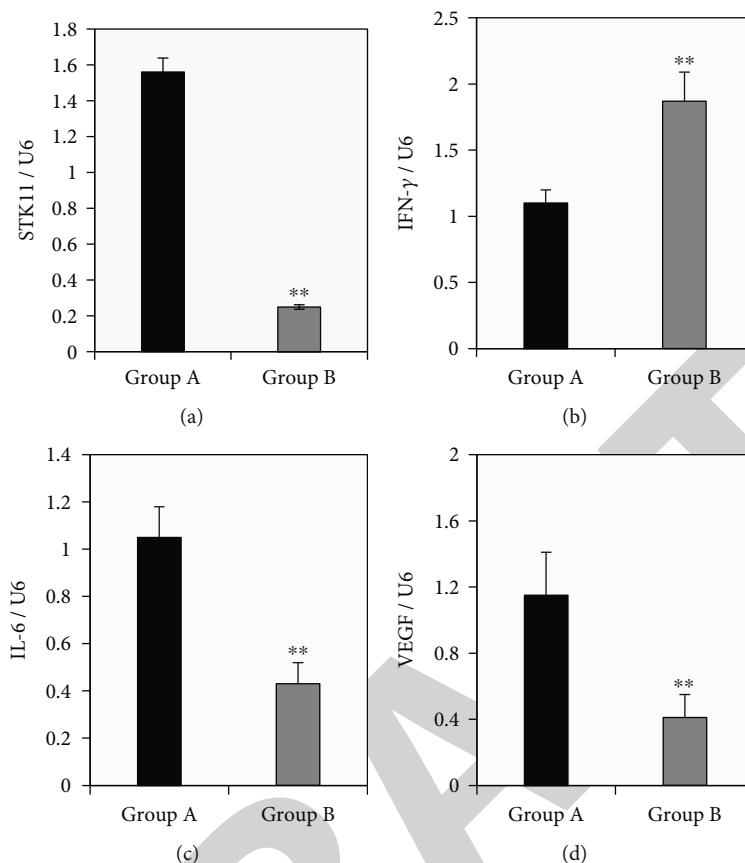 1.8
1.6
1.4
1.2
1
0.8
0.6
0.4
0.2
0
STK11 / U6
**
Group A Group B
(a)
2.5
2
1.5
1
0.5
0
IFN-γ / U6
**
Group A Group B
(b)
1.4
1.2
1
0.8
0.6
0.4
0.2
0
IL-6 / U6
**
Group A Group B
(c)
2
1.6
1.2
0.8
0.4
0
VEGF / U6
**
Group A Group B
(d)